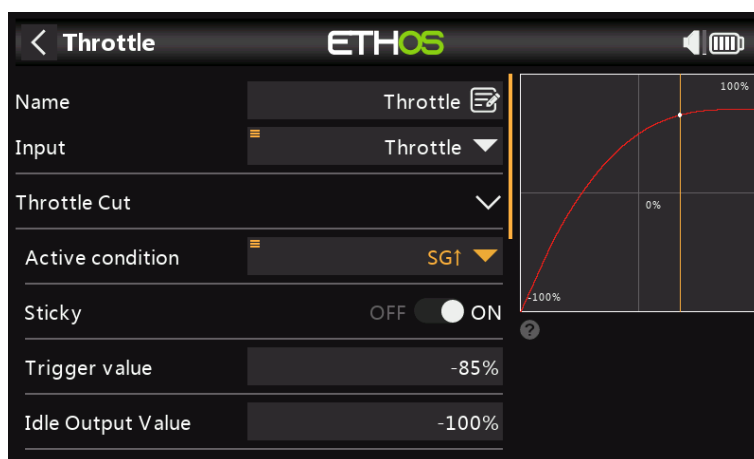 Throttle
ETHOS
Name
Throttle
Input
Throttle
Throttle Cut
Active condition
SG↑
Sticky
OFF
ON
Trigger value
-85%
Idle Output Value
-100%
100%
0%
-100%
?